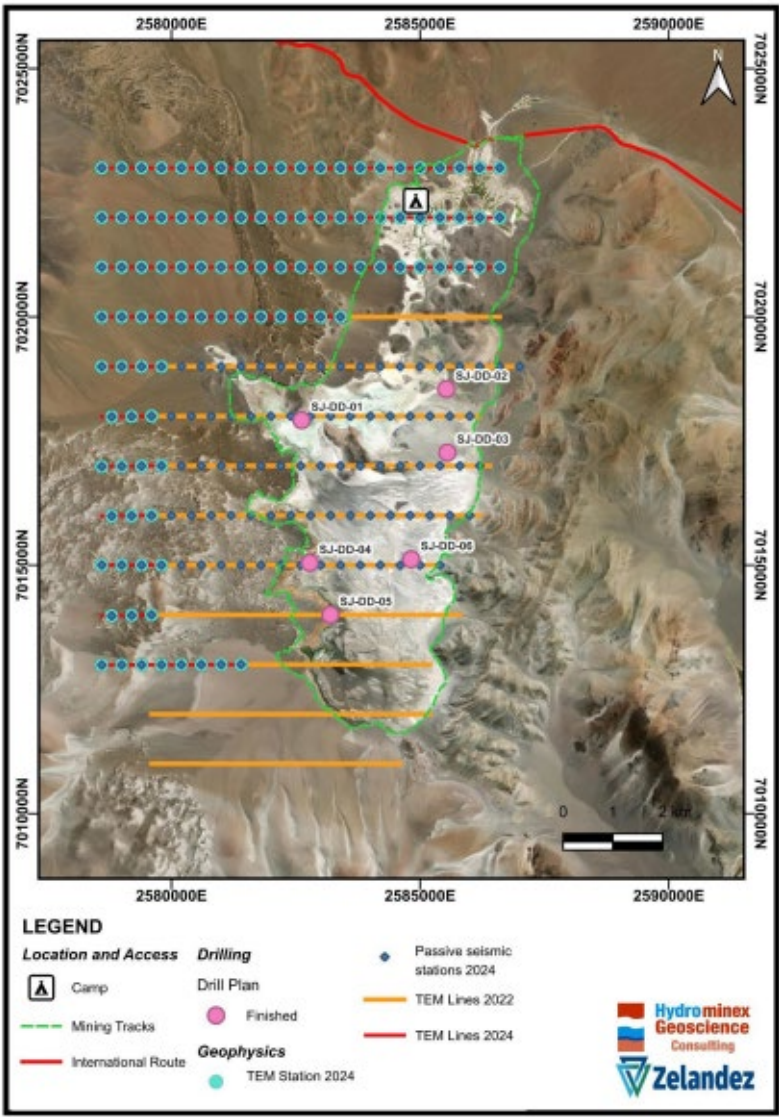 2580000E 2585000E 2590000E
7025000N 7025000N
N
SJ-DD-02
SJ-DD-01
SJ-DD-03
7020000N 7020000N
SJ-DD-04
SJ-DD-06
SJ-DD-05
7015000N 7015000N
0 1 2 km
7010000N 7010000N
2580000E 2585000E 2590000E
LEGEND
Location and Access
Camp
Mining Tracks
International Route
Drilling
Drill Plan
Finished
Geophysics
TEM Station 2024
Passive seismic
stations 2024
TEM Lines 2022
TEM Lines 2024
Hydrominex
Geoscience
Consulting
Zelandez